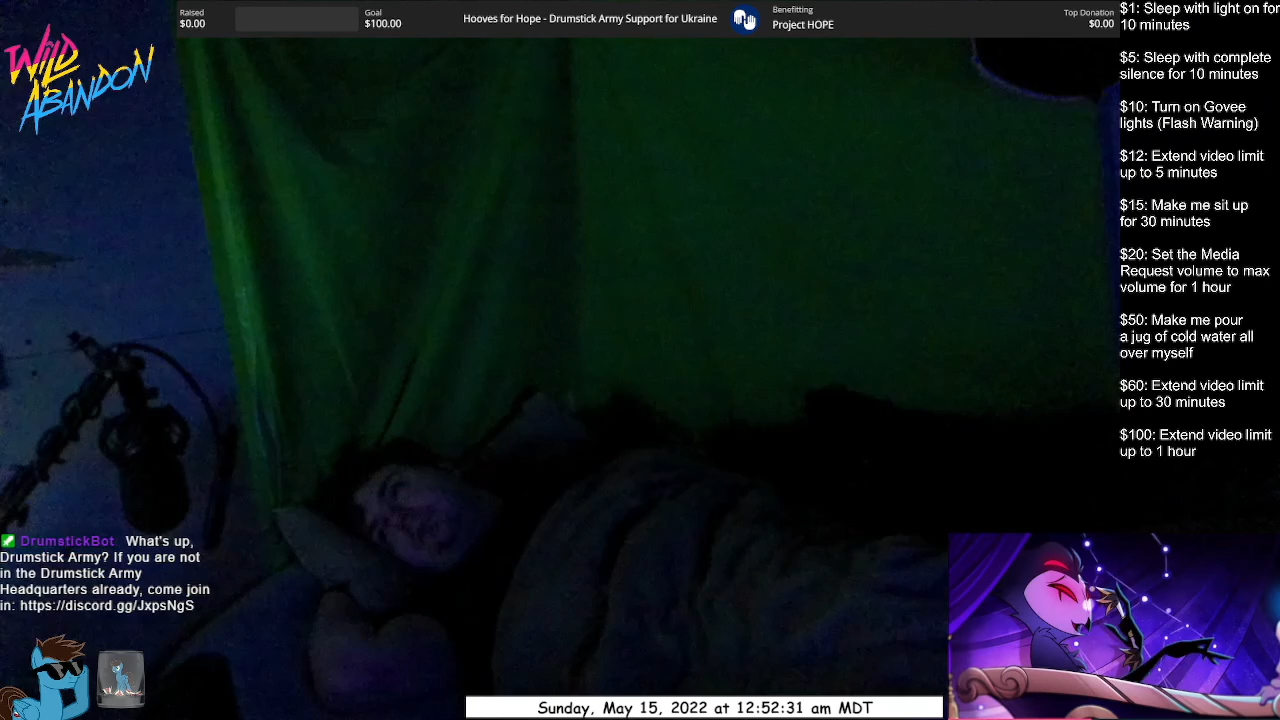 Raised
$0.00
Goal
$100.00
Hooves for Hope - Drumstick Army Support for Ukraine
Benefitting
Project HOPE
Top Donation
$0.00
WILD
ABANDON
$1: Sleep with light on for
10 minutes
$5: Sleep with complete
silence for 10 minutes
$10: Turn on Govee
lights (Flash Warning)
$12: Extend video limit
up to 5 minutes
$15: Make me sit up
for 30 minutes
$20: Set the Media
Request volume to max
volume for 1 hour
$50: Make me pour
a jug of cold water all
over myself
$60: Extend video limit
up to 30 minutes
$100: Extend video limit
up to 1 hour
DrumstickBot What's up,
Drumstick Army? If you are not
in the Drumstick Army
Headquarters already, come join
in: https://discord.gg/JxpsNgS
Sunday, May 15, 2022 at 12:52:31 am MDT